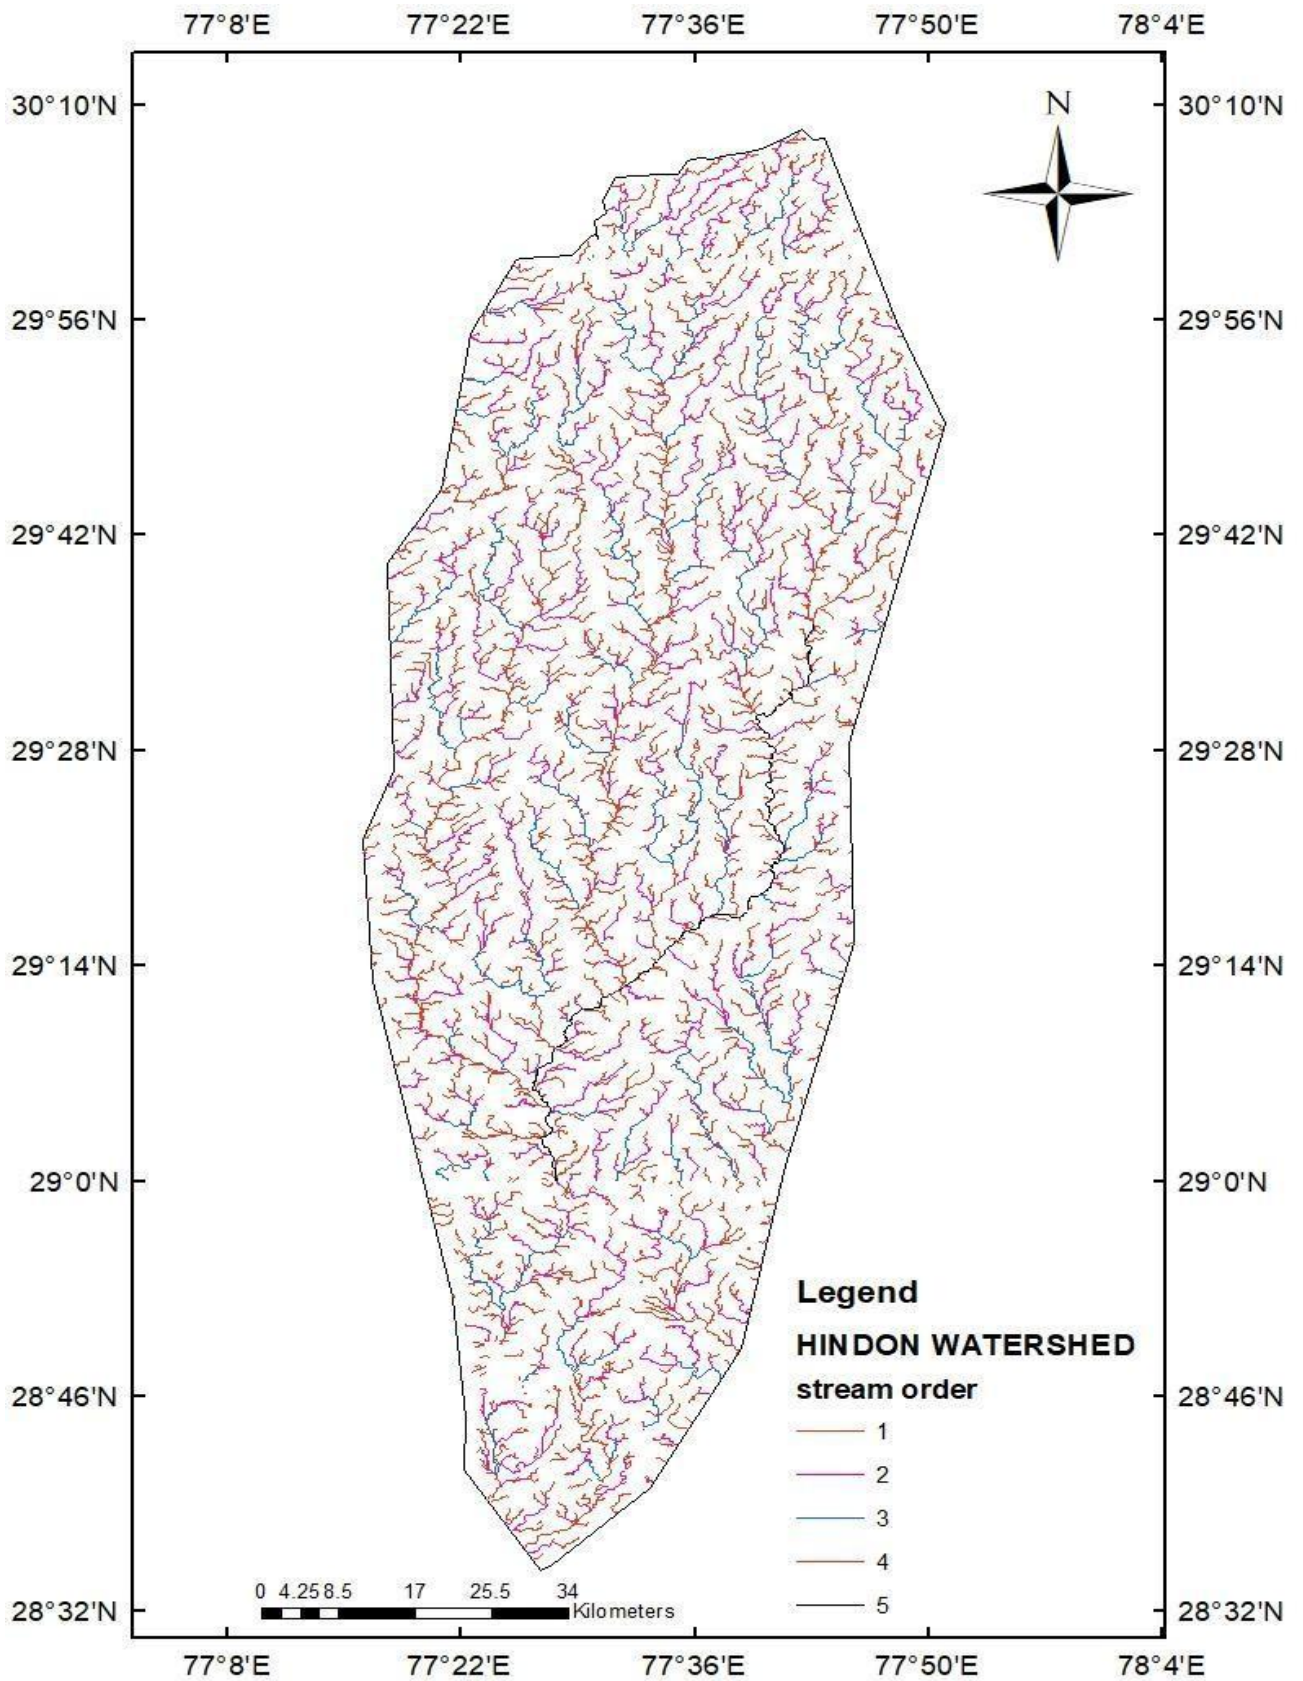 77°8'E 77°22'E 77°36'E 77°50'E 78°4'E
30°10'N 30°10'N
N
29°56'N 29°56'N
29°42'N 29°42'N
29°28'N 29°28'N
29°14'N 29°14'N
29°0'N 29°0'N
Legend
HINDON WATERSHED
stream order
28°46'N 28°46'N
1
2
3
4
5
0 4.25 8.5 17 25.5 34
Kilometers
28°32'N 28°32'N
77°8'E 77°22'E 77°36'E 77°50'E 78°4'E